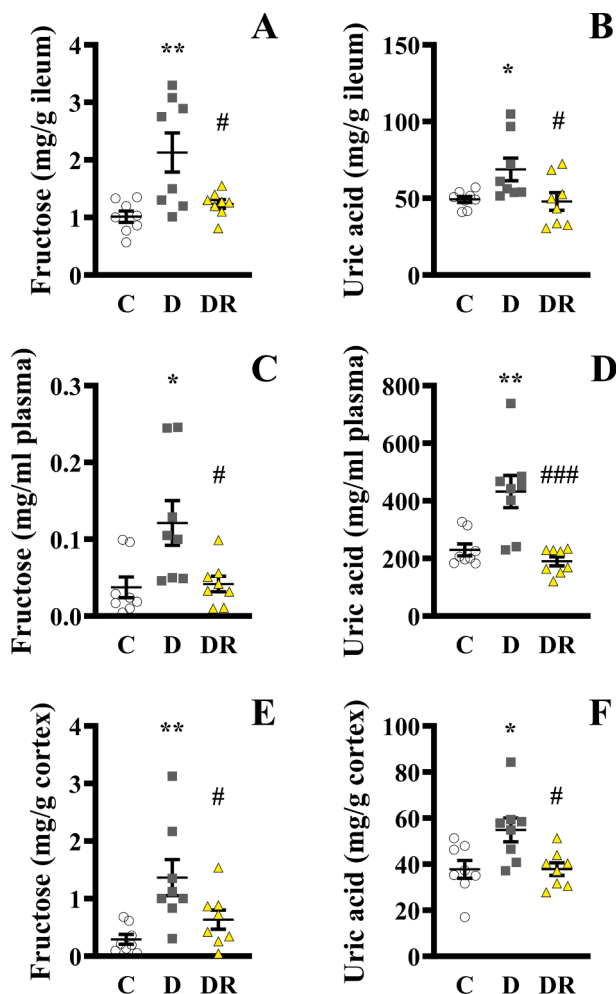 A
Fructose (mg/g ileum)
4
3
2
1
0
**
#
C D DR
B
Uric acid (mg/g ileum)
150
100
50
0
*
#
C D DR
C
Fructose (mg/ml plasma)
0.3
0.2
0.1
0.0
*
#
C D DR
D
Uric acid (mg/ml plasma)
800
600
400
200
0
**
###
C D DR
E
Fructose (mg/g cortex)
4
3
2
1
0
**
#
C D DR
F
Uric acid (mg/g cortex)
100
80
60
40
20
0
*
#
C D DR